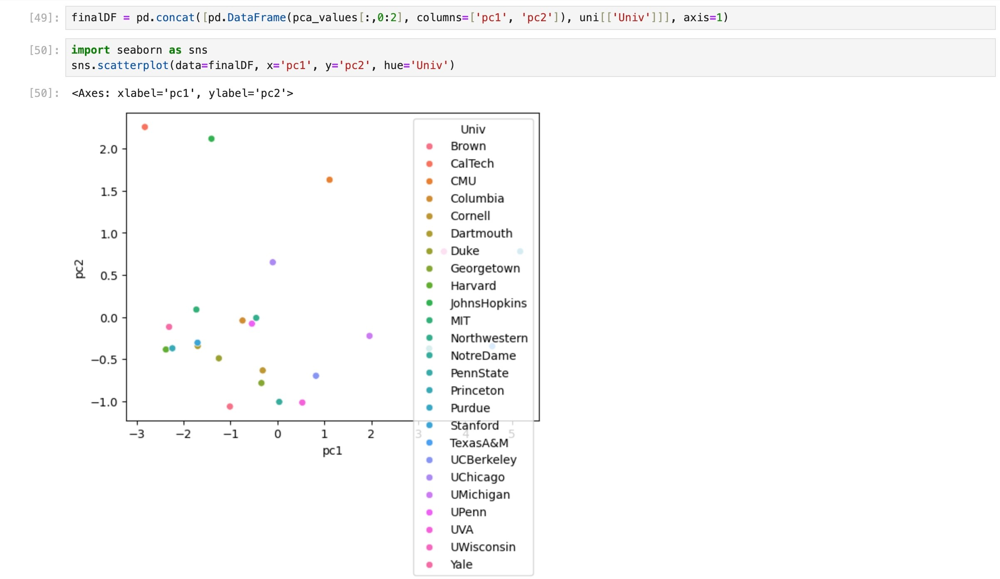 [49]: finalDF = pd.concat([pd.DataFrame(pca_values[:,0:2], columns=['pc1', 'pc2']), uni[['Univ']]], axis=1)
[50]: import seaborn as sns
sns.scatterplot(data=finalDF, x='pc1', y='pc2', hue='Univ')
[50]: <Axes: xlabel='pc1', ylabel='pc2'>
2.0
1.5
1.0
0.5
0.0
−0.5
−1.0
pc2
−3 −2 −1 0 1 2 3 4 5
pc1
Univ
Brown
CalTech
CMU
Columbia
Cornell
Dartmouth
Duke
Georgetown
Harvard
JohnsHopkins
MIT
Northwestern
NotreDame
PennState
Princeton
Purdue
Stanford
TexasA&M
UCBerkeley
UChicago
UMichigan
UPenn
UVA
UWisconsin
Yale